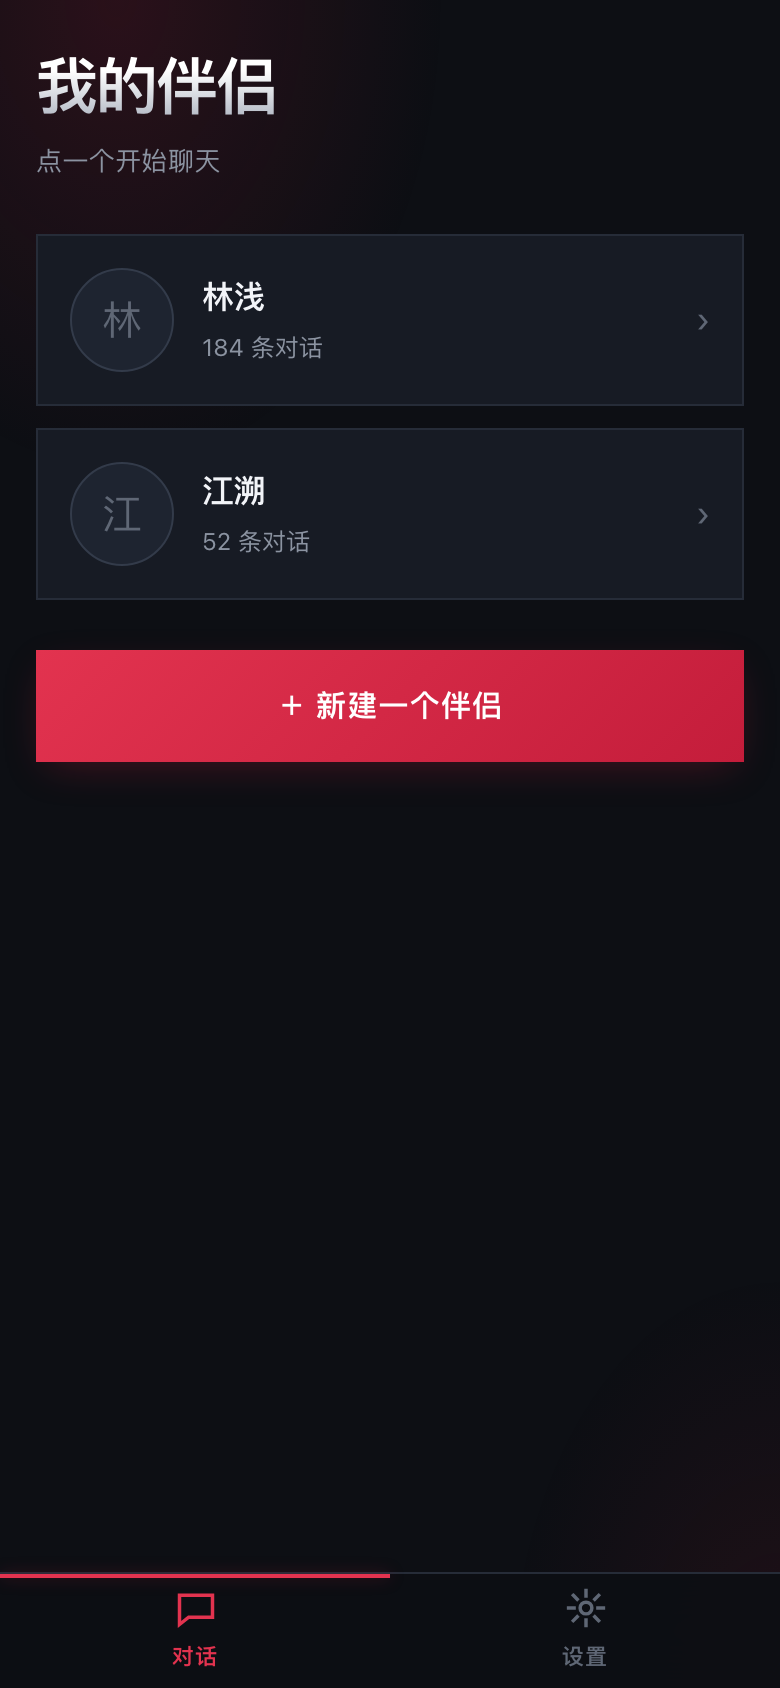 我的伴侣
点一个开始聊天
林
林浅
184 条对话
›
江
江溯
52 条对话
›
+ 新建一个伴侣
对话
设置